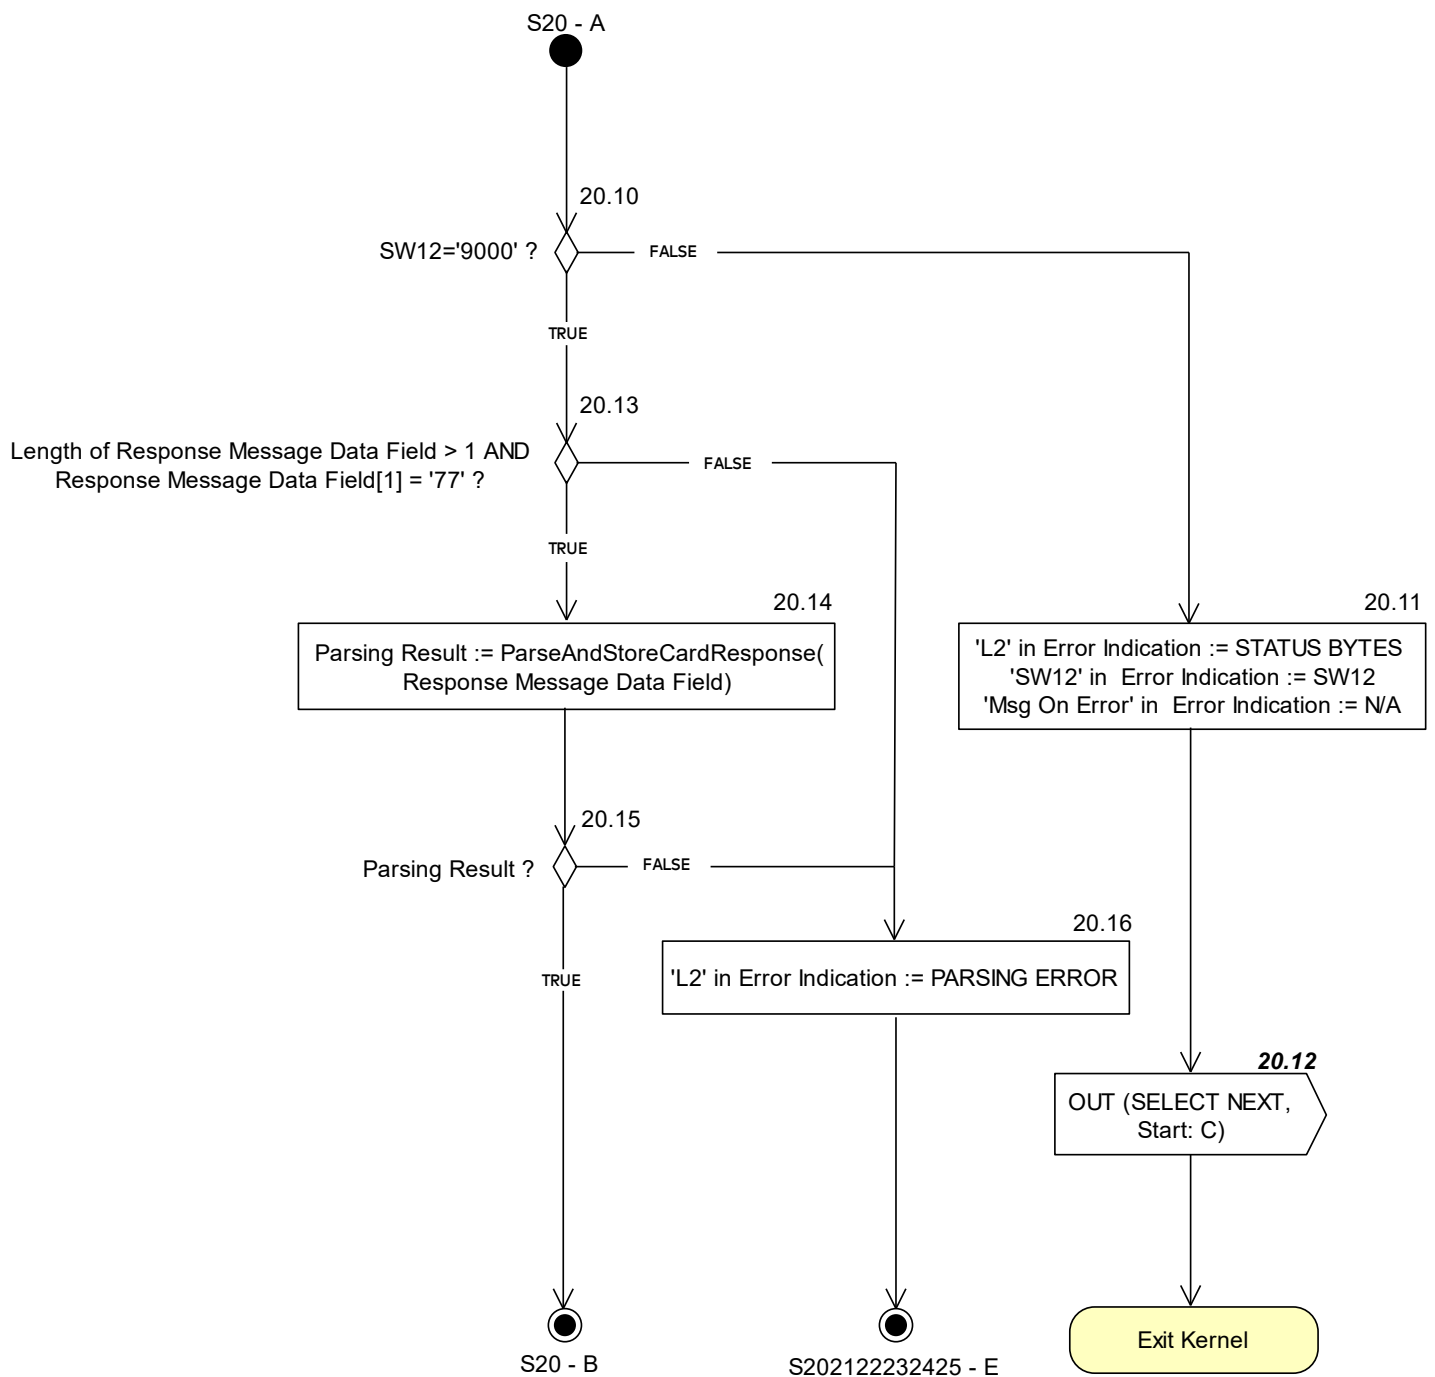 S20 - A
20.10
SW12='9000' ?
FALSE
TRUE
20.13
Length of Response Message Data Field > 1 AND
Response Message Data Field[1] = '77' ?
FALSE
TRUE
20.14
Parsing Result := ParseAndStoreCardResponse(
Response Message Data Field)
20.11
'L2' in Error Indication := STATUS BYTES
'SW12' in  Error Indication := SW12
'Msg On Error' in  Error Indication := N/A
20.15
Parsing Result ?
FALSE
TRUE
20.16
'L2' in Error Indication := PARSING ERROR
20.12
OUT (SELECT NEXT,
Start: C)
Exit Kernel
S20 - B
S202122232425 - E